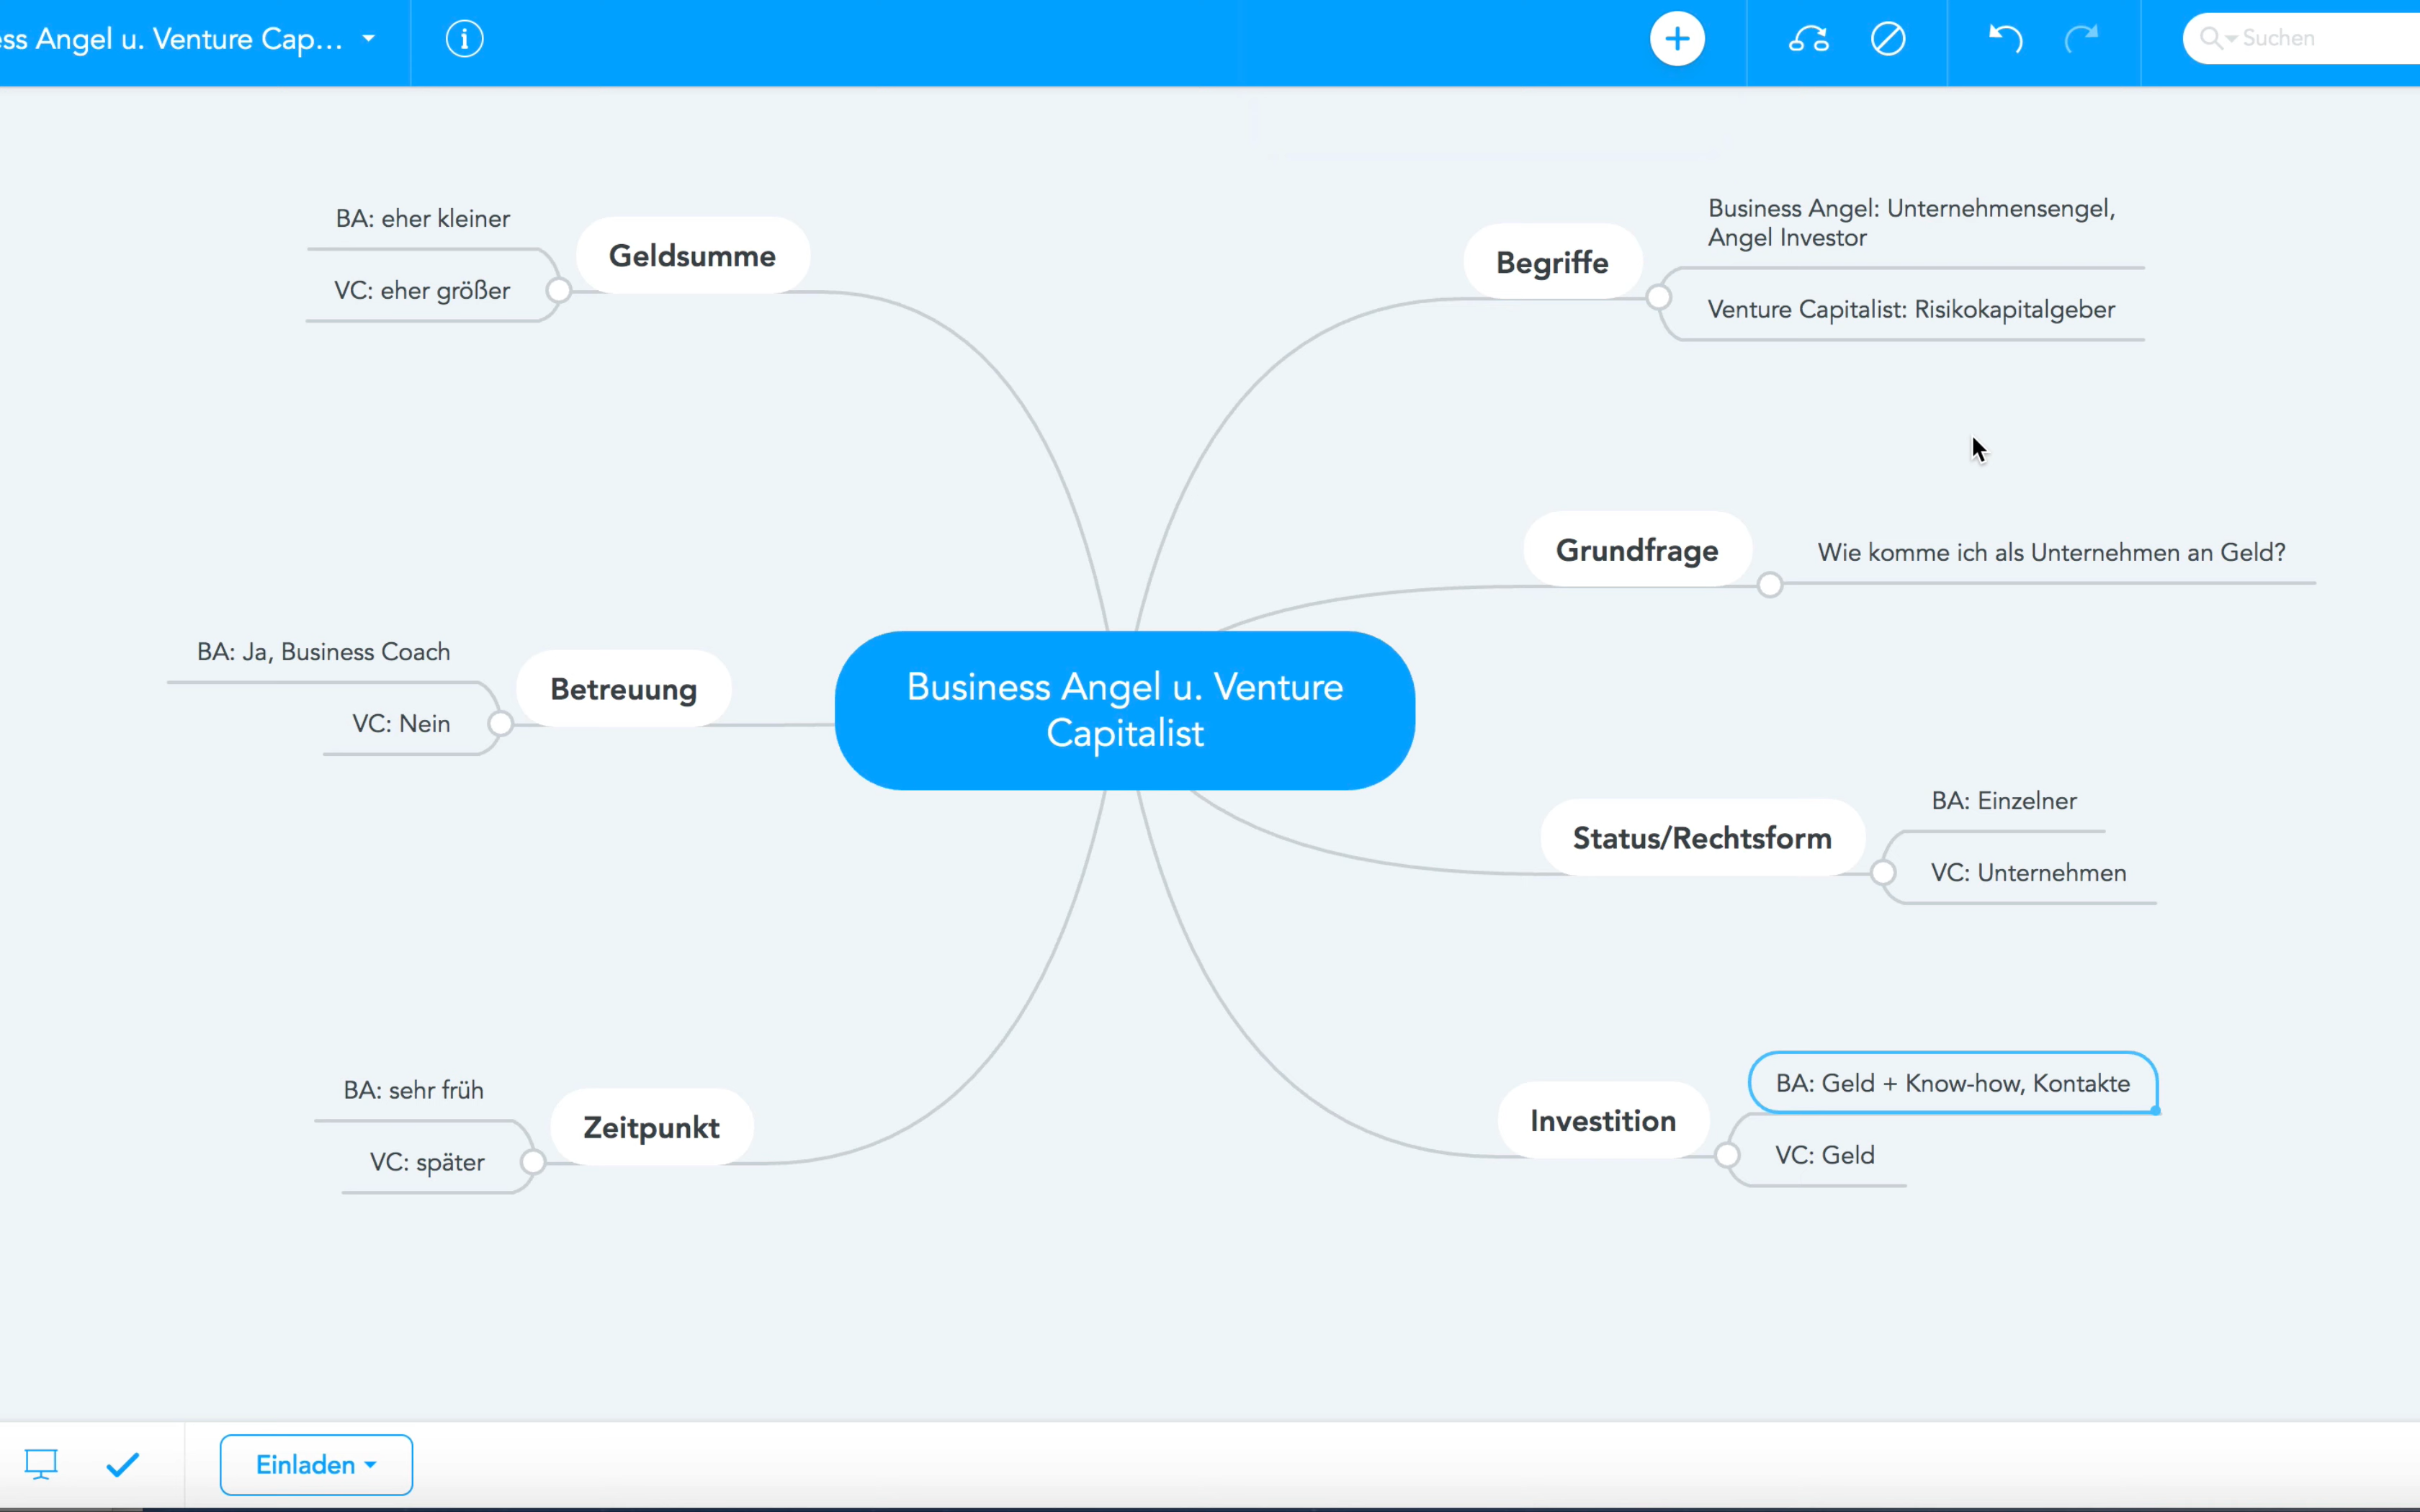 ss Angel u. Venture Cap...
Suchen
BA: eher kleiner
VC: eher größer
Geldsumme
Begriffe
Business Angel: Unternehmensengel,
Angel Investor
Venture Capitalist: Risikokapitalgeber
Grundfrage
Wie komme ich als Unternehmen an Geld?
BA: Ja, Business Coach
VC: Nein
Betreuung
Business Angel u. Venture
Capitalist
Status/Rechtsform
BA: Einzelner
VC: Unternehmen
BA: sehr früh
VC: später
Zeitpunkt
Investition
BA: Geld + Know-how, Kontakte
VC: Geld
Einladen